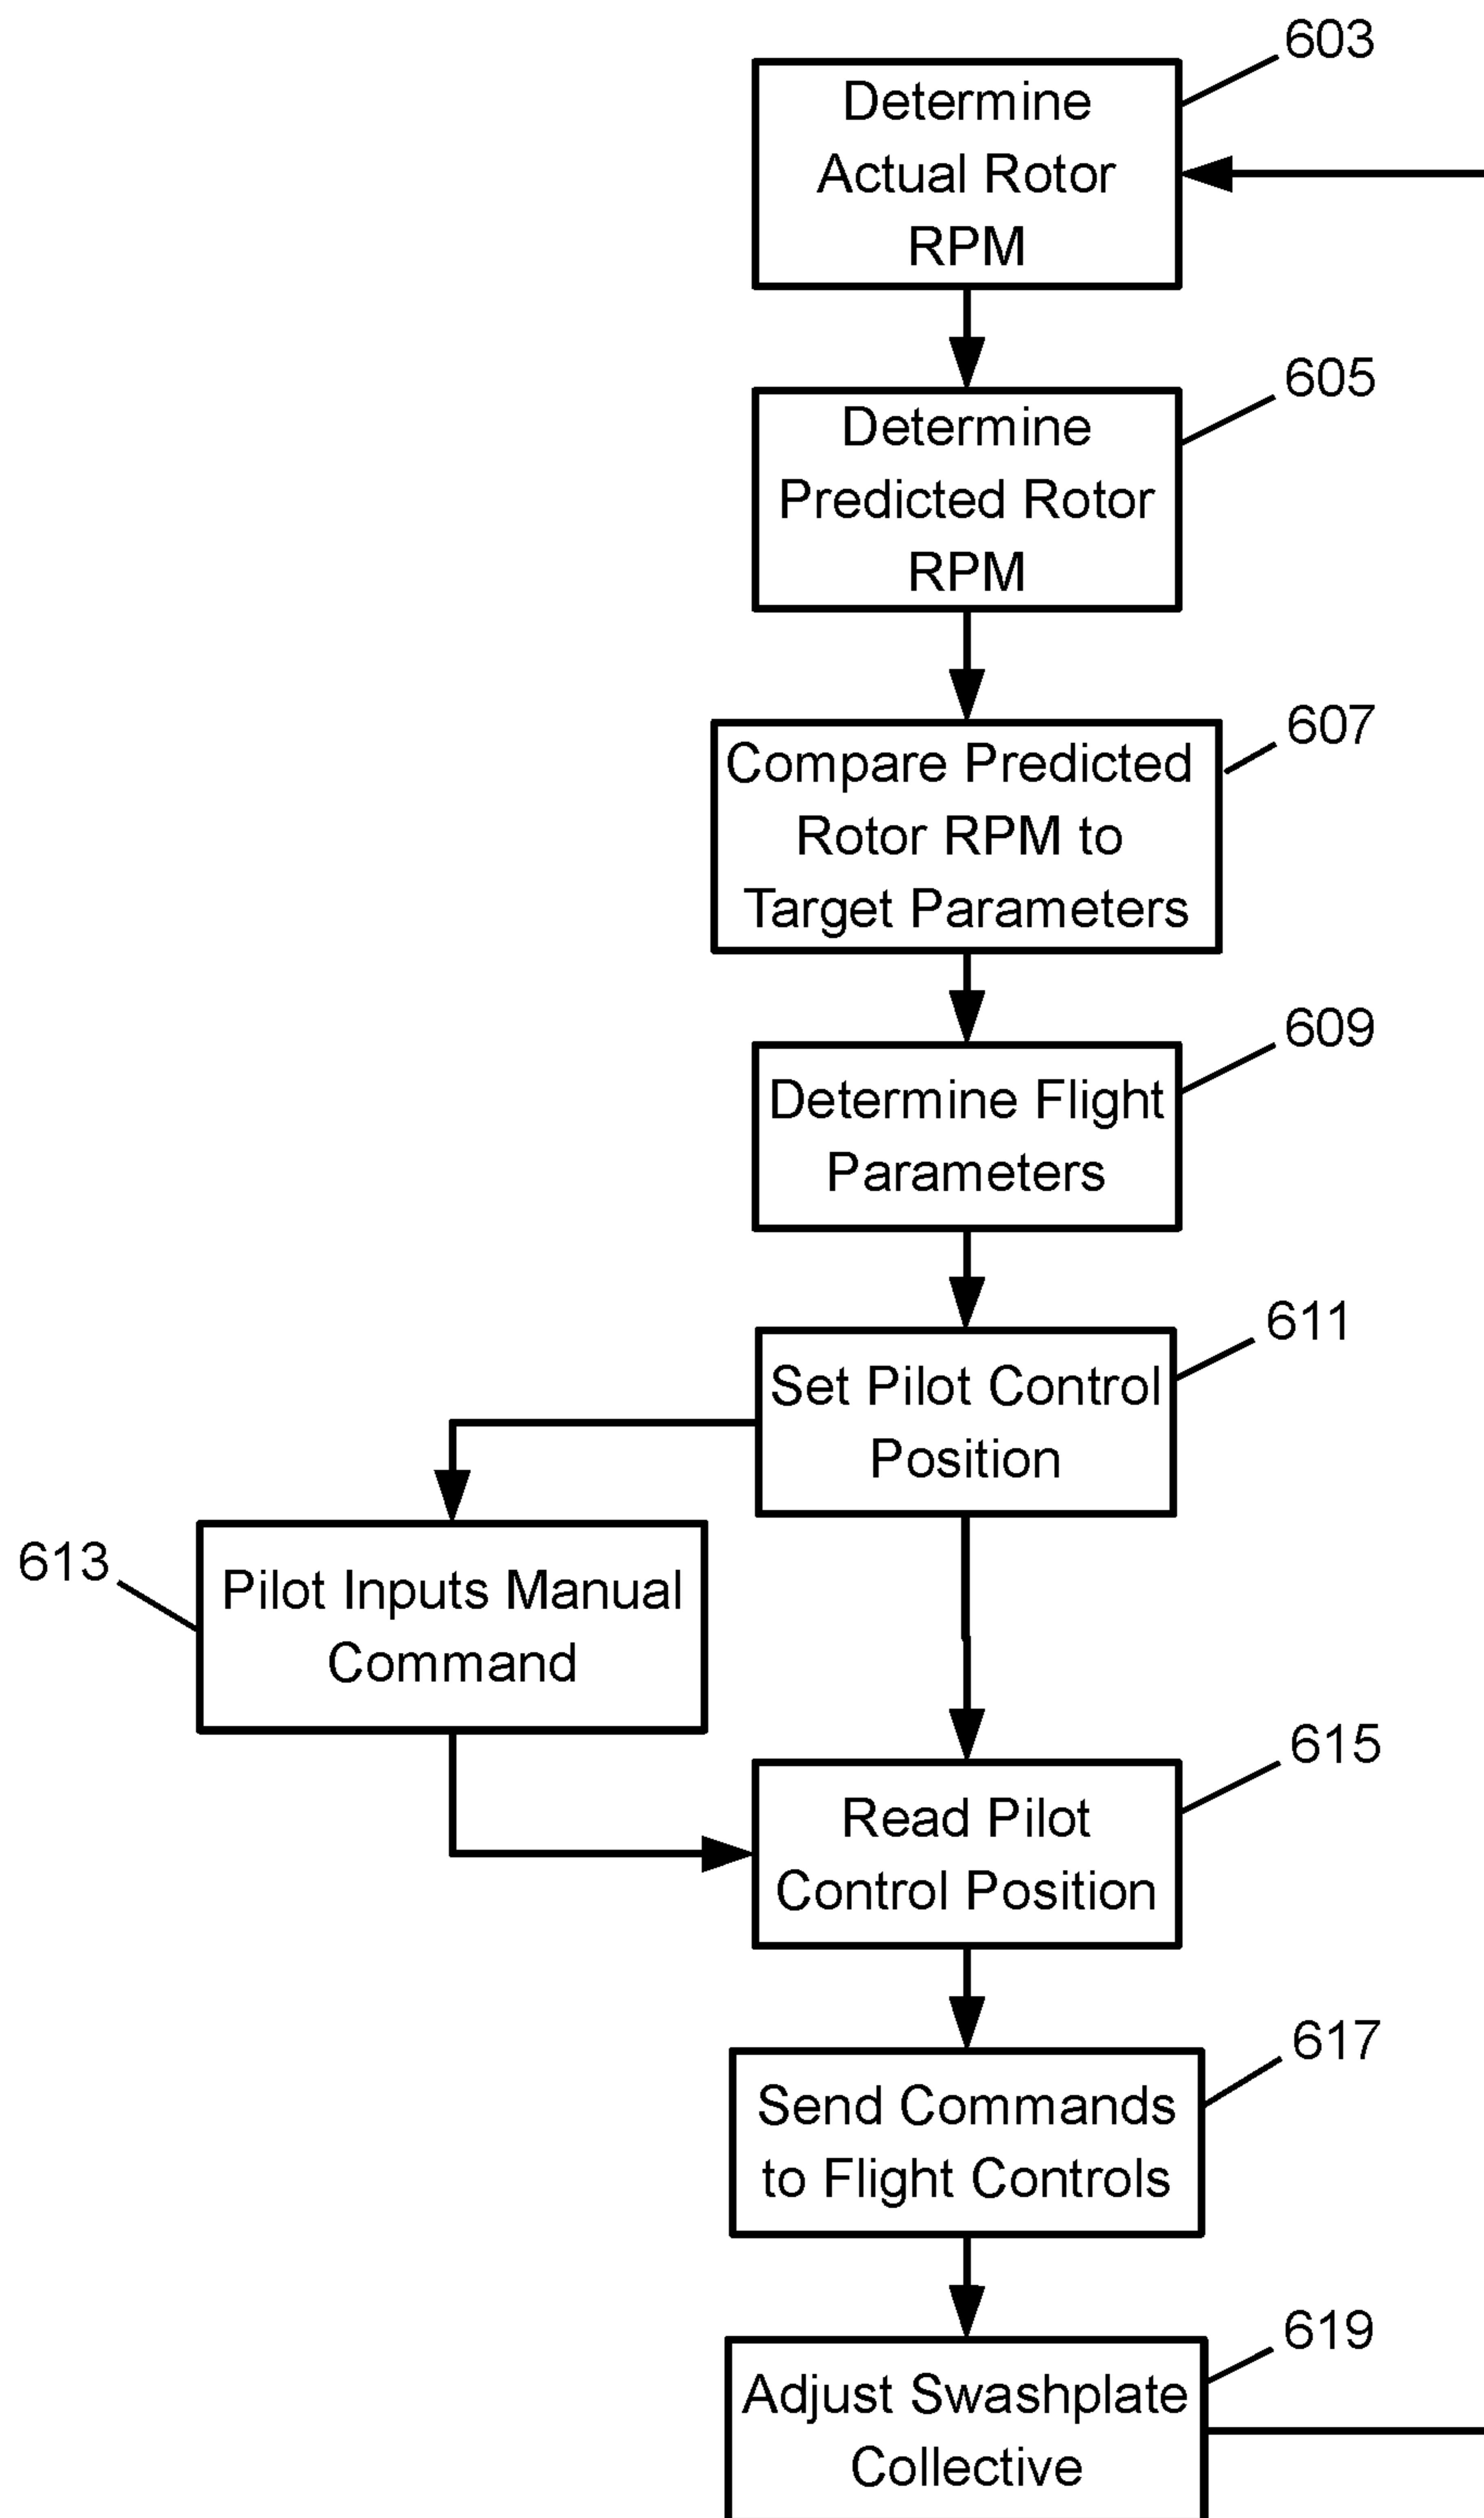 603
Determine
Actual Rotor
RPM
605
Determine
Predicted Rotor
RPM
607
Compare Predicted
Rotor RPM to
Target Parameters
609
Determine Flight
Parameters
611
Set Pilot Control
Position
613
Pilot Inputs Manual
Command
615
Read Pilot
Control Position
617
Send Commands
to Flight Controls
619
Adjust Swashplate
Collective